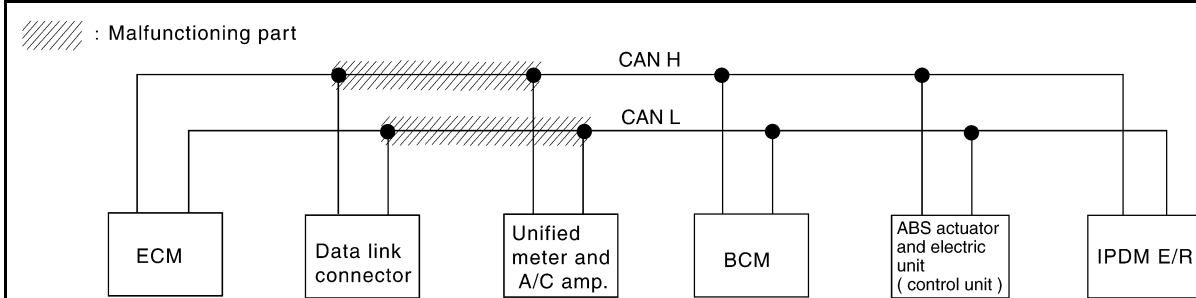 : Malfunctioning part
CAN H
CAN L
ECM
Data link
connector
Unified
meter and
A/C amp.
BCM
ABS actuator
and electric
unit
( control unit )
IPDM E/R